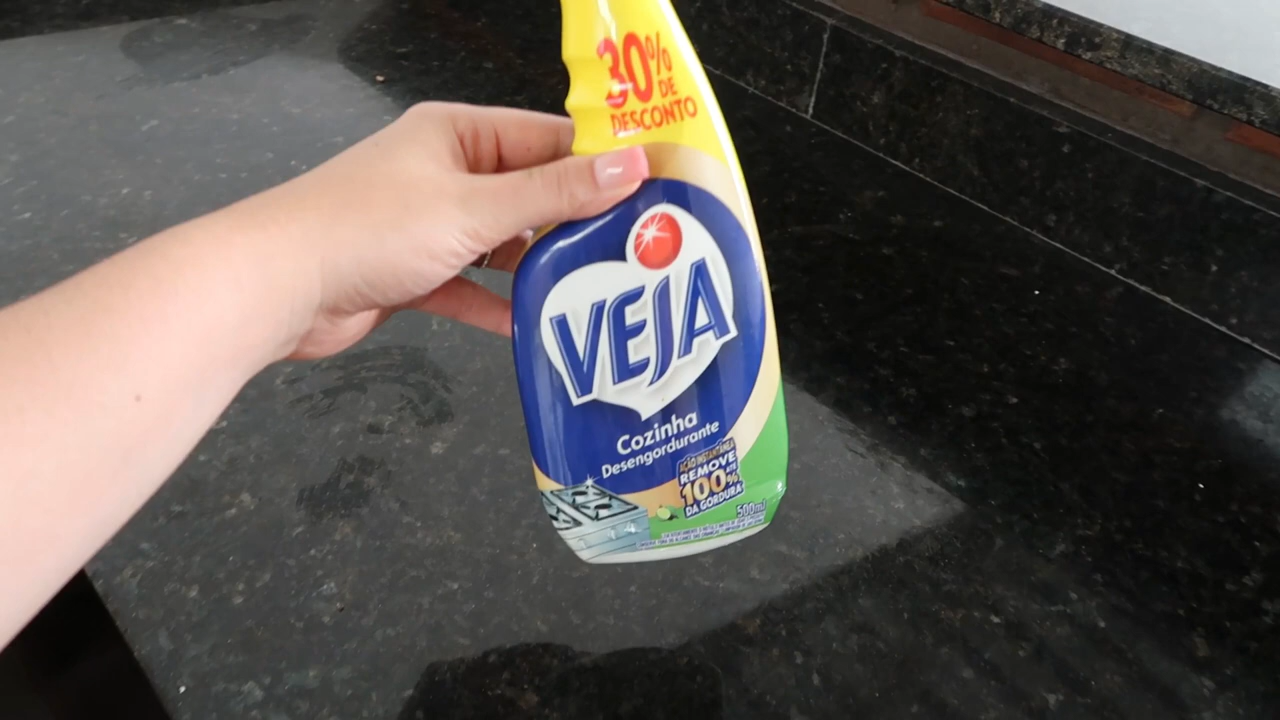 30%
DE
DESCONTO
VEJA
Cozinha
Desengordurante
AÇÃO INSTANTÂNEA
REMOVE
ATÉ
100%
DA GORDURA
500ml